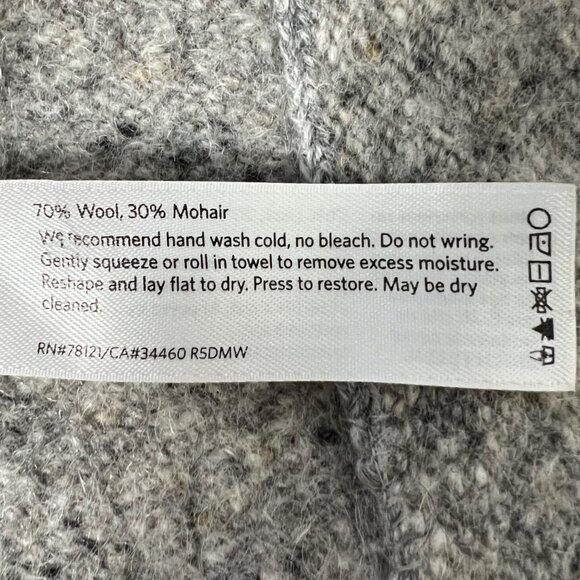 70% Wool, 30% Mohair
We recommend hand wash cold, no bleach. Do not wring.
Gently squeeze or roll in towel to remove excess moisture.
Reshape and lay flat to dry. Press to restore. May be dry
cleaned.
RN#78121/CA#34460 R5DMW